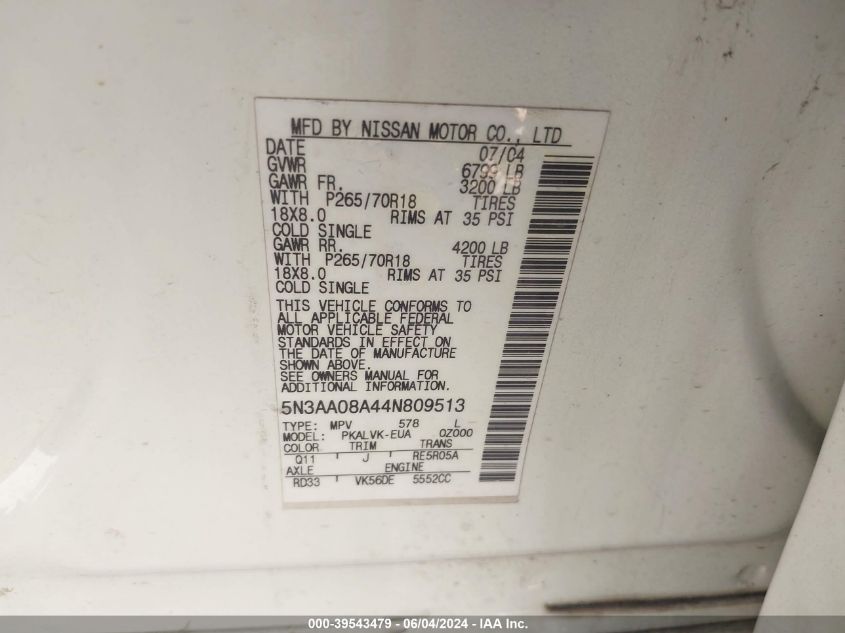 MFD BY NISSAN MOTOR CO., LTD
DATE 07/04
GVWR 6799 LB
GAWR FR. 3200 LB
WITH P265/70R18 TIRES
18X8.0 RIMS AT 35 PSI
COLD SINGLE
GAWR RR. 4200 LB
WITH P265/70R18 TIRES
18X8.0 RIMS AT 35 PSI
COLD SINGLE
THIS VEHICLE CONFORMS TO
ALL APPLICABLE FEDERAL
MOTOR VEHICLE SAFETY
STANDARDS IN EFFECT ON
THE DATE OF MANUFACTURE
SHOWN ABOVE.
SEE OWNERS MANUAL FOR
ADDITIONAL INFORMATION.
5N3AA08A44N809513
TYPE: MPV 578 L
MODEL: PKALVK-EUA 0Z000
COLOR TRIM TRANS
Q11 J RE5R05A
AXLE ENGINE
RD33 VK56DE 5552CC
000-39543479 - 06/04/2024 - IAA Inc.